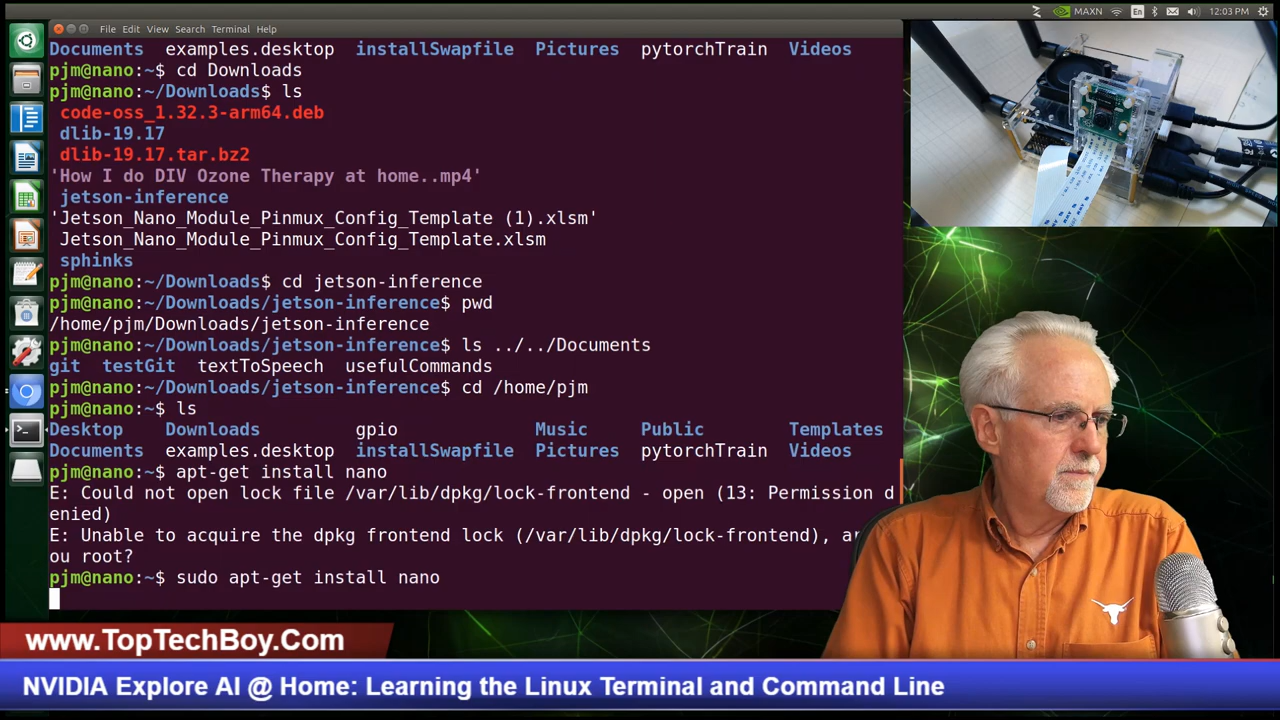 File Edit View Search Terminal Help
MAXN En 12:03 PM
Documents examples.desktop installSwapfile Pictures pytorchTrain Videos
pjm@nano:~$ cd Downloads
pjm@nano:~/Downloads$ ls
code-oss_1.32.3-arm64.deb
dlib-19.17
dlib-19.17.tar.bz2
'How I do DIV Ozone Therapy at home..mp4'
jetson-inference
'Jetson_Nano_Module_Pinmux_Config_Template (1).xlsm'
Jetson_Nano_Module_Pinmux_Config_Template.xlsm
sphinks
pjm@nano:~/Downloads$ cd jetson-inference
pjm@nano:~/Downloads/jetson-inference$ pwd
/home/pjm/Downloads/jetson-inference
pjm@nano:~/Downloads/jetson-inference$ ls ../../Documents
git testGit textToSpeech usefulCommands
pjm@nano:~/Downloads/jetson-inference$ cd /home/pjm
pjm@nano:~$ ls
Desktop Downloads gpio Music Public Templates
Documents examples.desktop installSwapfile Pictures pytorchTrain Videos
pjm@nano:~$ apt-get install nano
E: Could not open lock file /var/lib/dpkg/lock-frontend - open (13: Permission d
enied)
E: Unable to acquire the dpkg frontend lock (/var/lib/dpkg/lock-frontend), ar
ou root?
pjm@nano:~$ sudo apt-get install nano
www.TopTechBoy.Com
NVIDIA Explore AI @ Home: Learning the Linux Terminal and Command Line